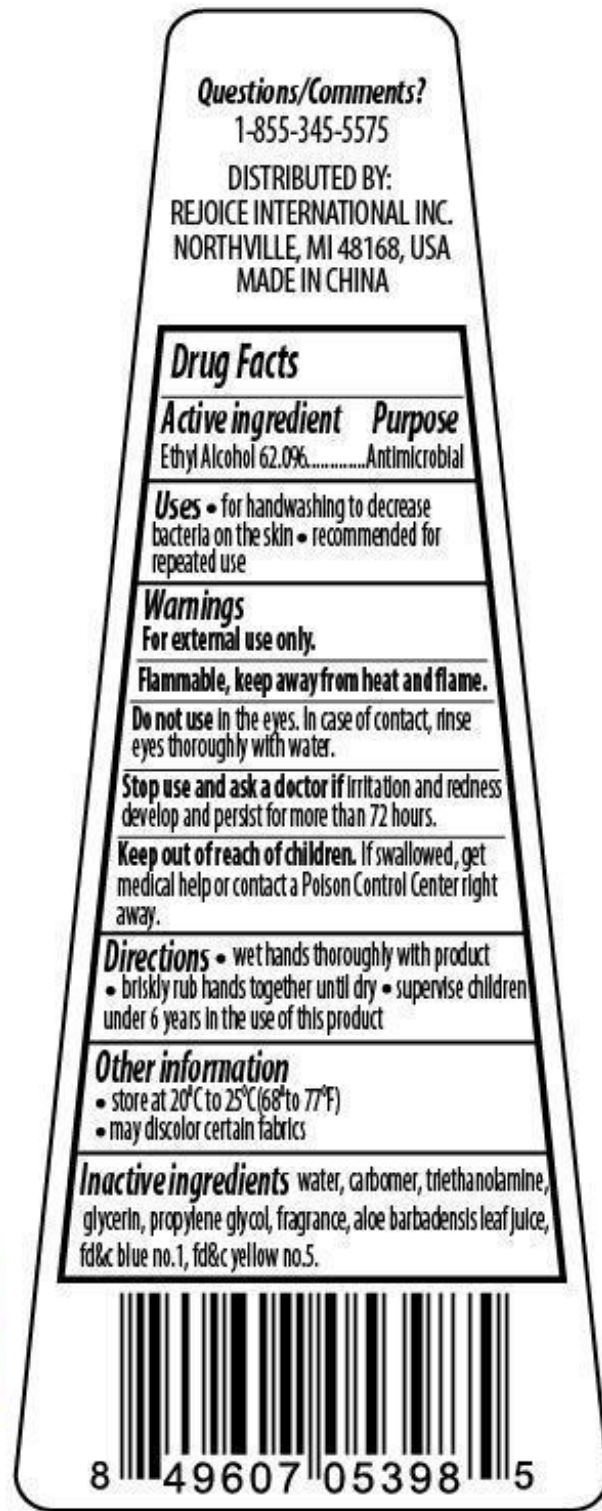 Questions/Comments?
1-855-345-5575
DISTRIBUTED BY:
REJOICE INTERNATIONAL INC.
NORTHVILLE, MI 48168, USA
MADE IN CHINA
Drug Facts
Active ingredient Purpose
Ethyl Alcohol 62.0%..............Antimicrobial
Uses • for handwashing to decrease
bacteria on the skin • recommended for
repeated use
Warnings
For external use only.
Flammable, keep away from heat and flame.
Do not use in the eyes. In case of contact, rinse
eyes thoroughly with water.
Stop use and ask a doctor if irritation and redness
develop and persist for more than 72 hours.
Keep out of reach of children. If swallowed, get
medical help or contact a Poison Control Center right
away.
Directions • wet hands thoroughly with product
• briskly rub hands together until dry • supervise children
under 6 years in the use of this product
Other information
• store at 20°C to 25°C(68° to 77°F)
• may discolor certain fabrics
Inactive ingredients water, carbomer, triethanolamine,
glycerin, propylene glycol, fragrance, aloe barbadensis leaf juice,
fd&c blue no.1, fd&c yellow no.5.
8 49607 05398 5